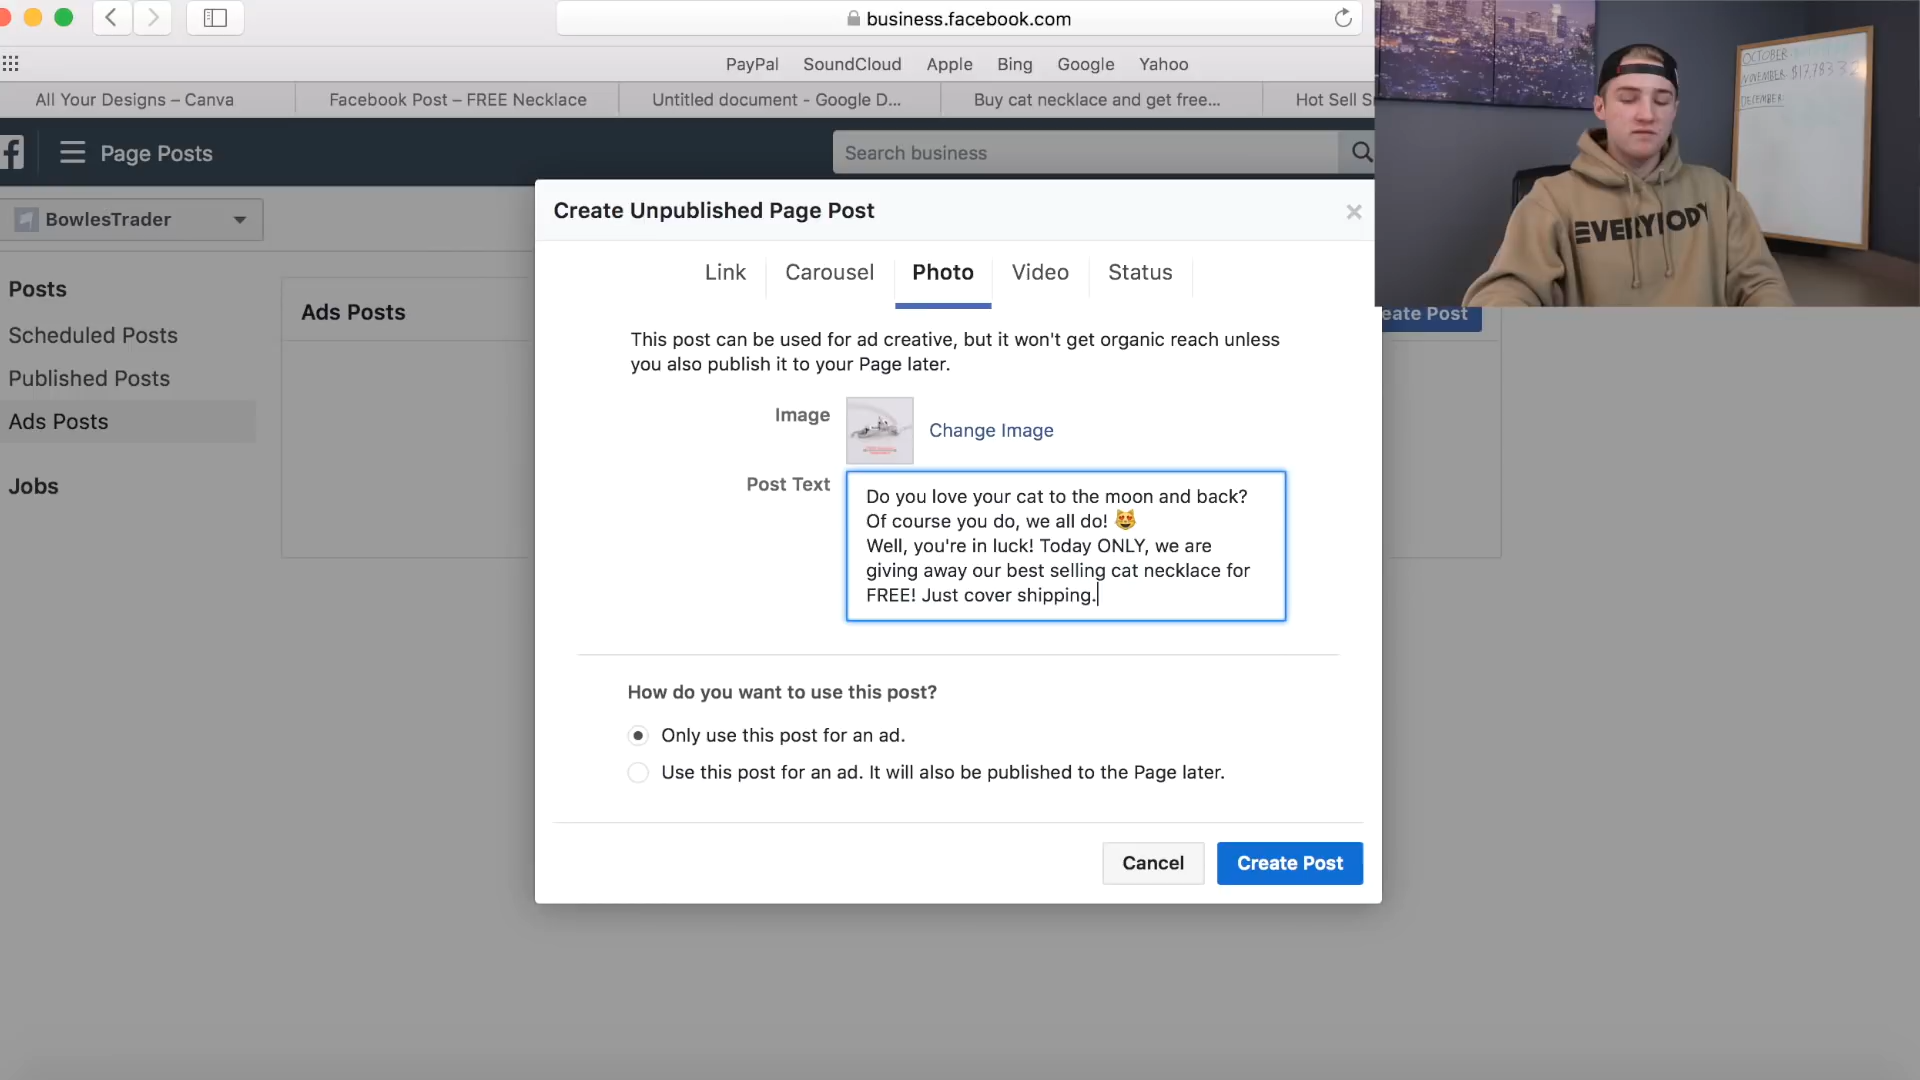 business.facebook.com
PayPal SoundCloud Apple Bing Google Yahoo
All Your Designs – Canva
Facebook Post – FREE Necklace
Untitled document - Google D...
Buy cat necklace and get free...
Hot Sell S
Page Posts
Search business
BowlesTrader
Posts
Scheduled Posts
Published Posts
Ads Posts
Jobs
Ads Posts
eate Post
Create Unpublished Page Post
Link Carousel Photo Video Status
This post can be used for ad creative, but it won't get organic reach unless
you also publish it to your Page later.
Image
Change Image
Post Text
Do you love your cat to the moon and back?
Of course you do, we all do! 😻
Well, you're in luck! Today ONLY, we are
giving away our best selling cat necklace for
FREE! Just cover shipping.
How do you want to use this post?
Only use this post for an ad.
Use this post for an ad. It will also be published to the Page later.
Cancel
Create Post
OCTOBER
NOVEMBER
DECEMBER
EVERYBODY